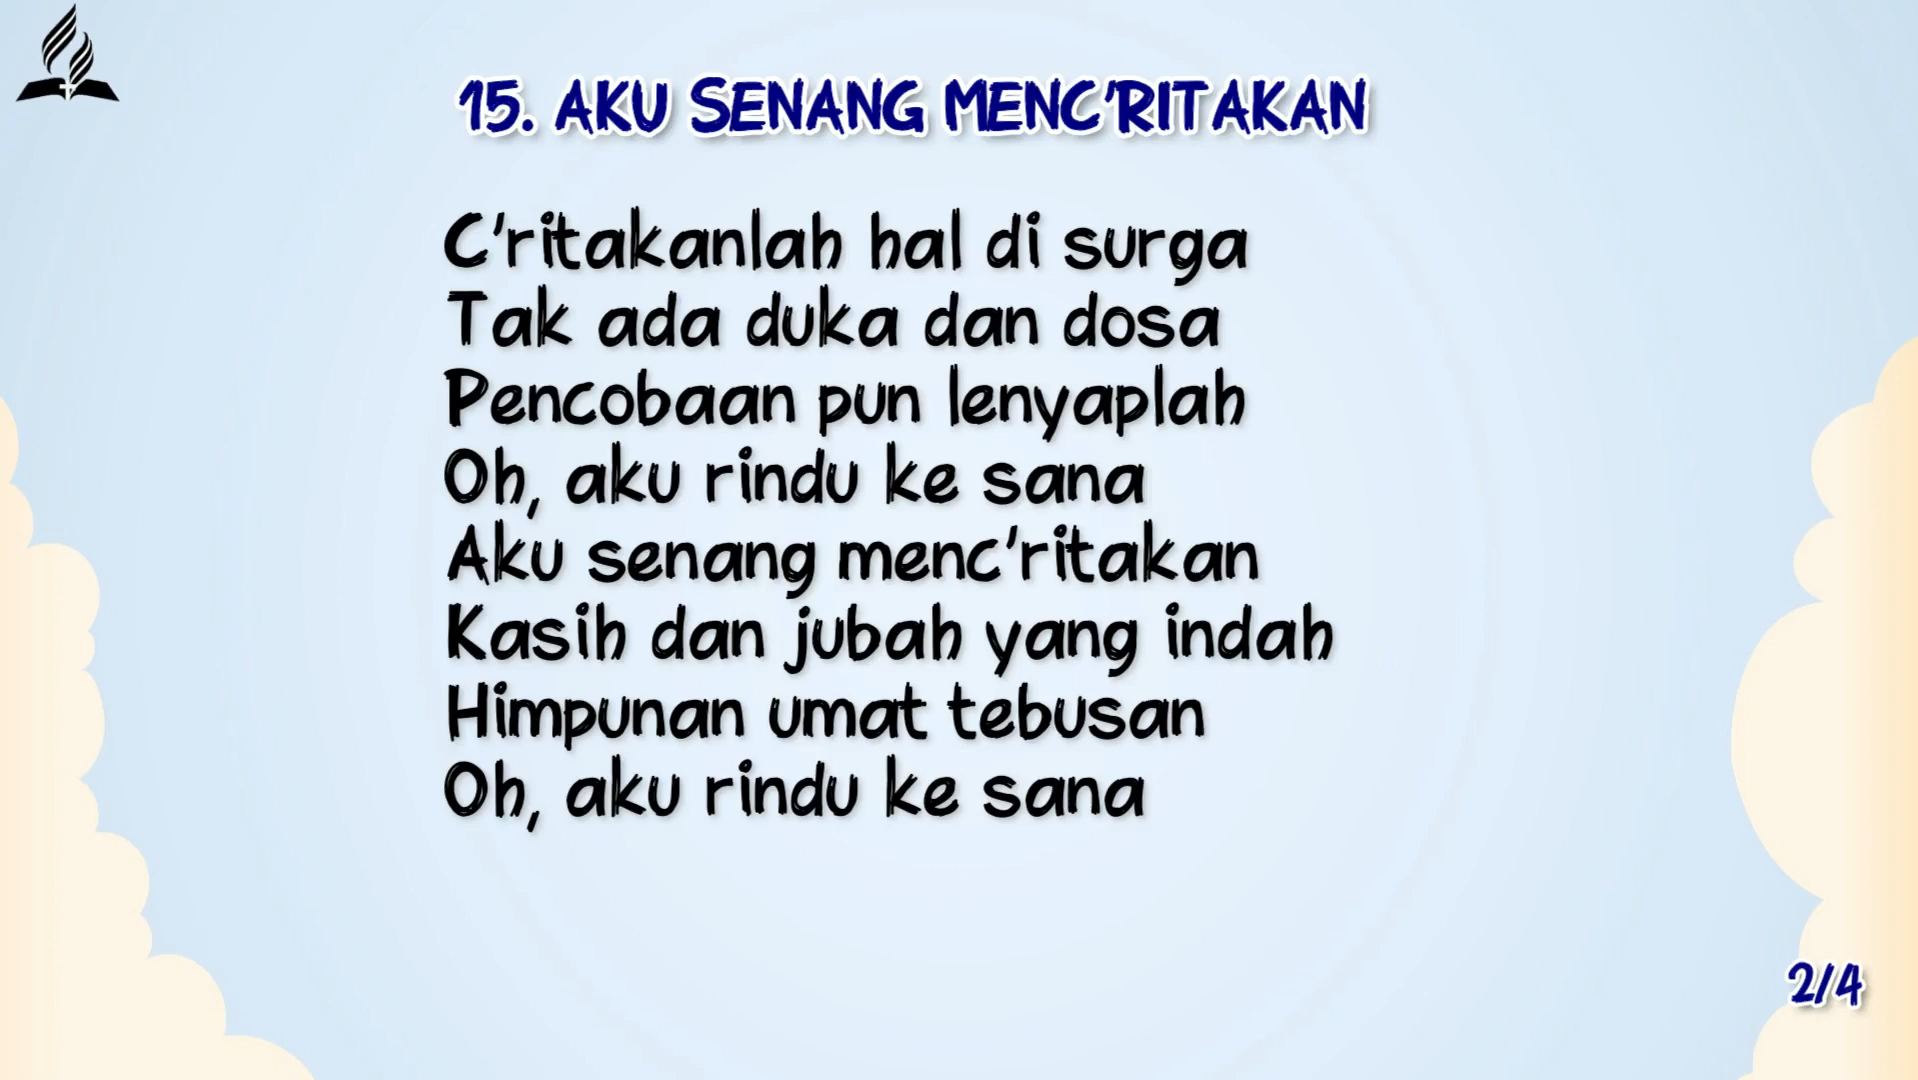 15. AKU SENANG MENC'RITAKAN
C'ritakanlah hal di surga
Tak ada duka dan dosa
Pencobaan pun lenyaplah
Oh, aku rindu ke sana
Aku senang menc'ritakan
Kasih dan jubah yang indah
Himpunan umat tebusan
Oh, aku rindu ke sana
2/4